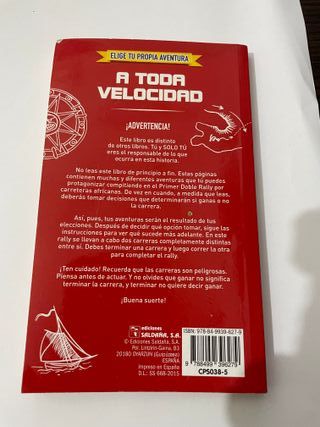 ELIGE TU PROPIA AVENTURA
A TODA
VELOCIDAD
¡ADVERTENCIA!
Este libro es distinto
de otros libros. Tú y SOLO TÚ
eres el responsable de lo que
ocurra en esta historia.
No leas este libro de principio a fin. Estas páginas
contienen muchas y diferentes aventuras que tú puedes
protagonizar compitiendo en el Primer Doble Rally por
carreteras africanas. De vez en cuando, a medida que leas,
deberás tomar decisiones que determinarán si ganas o no
la carrera.
Así, pues, tus aventuras serán el resultado de tus
elecciones. Después de decidir qué opción tomar, sigue las
instrucciones para ver qué sucede más adelante. En este
rally se llevan a cabo dos carreras completamente distintas
entre sí. Debes terminar una y luego correr la otra
para completar el rally.
¡Ten cuidado! Recuerda que las carreras son peligrosas.
Piensa antes de actuar. Y no olvides que ganar no significa
terminar la carrera, y terminar no quiere decir ganar.
¡Buena suerte!
ediciones
SALDAÑA, S.A.
© Ediciones Saldaña, S.A.
Pol. Lintzirin-Gaina, B3
20180 OYARZUN (Guipúzcoa)
ESPAÑA
Impreso en España
D.L.: SS 668-2015
ISBN: 978-84-9939-627-9
9 788499 396279
CPS038-5